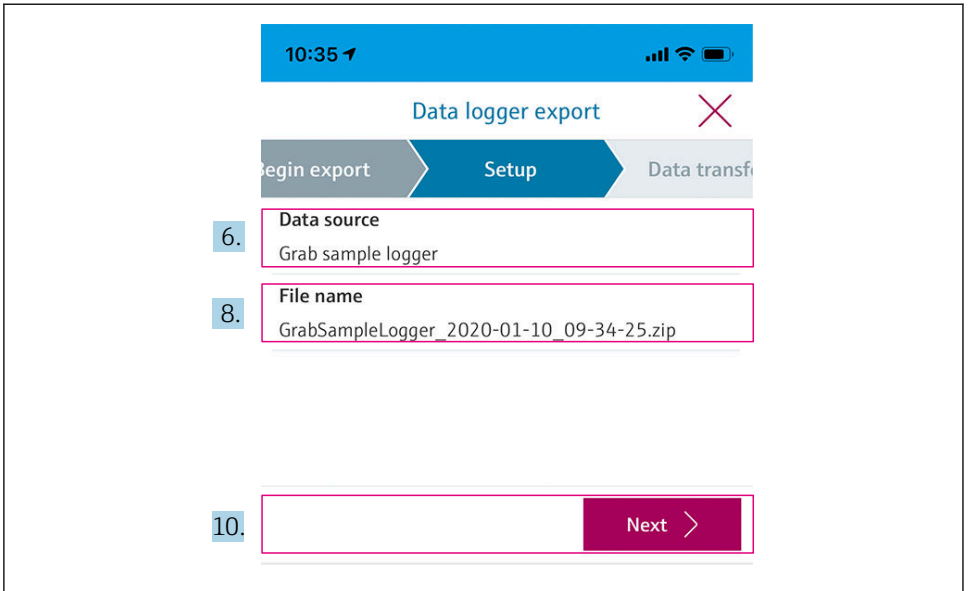 10:35
Data logger export
egin export
Setup
Data transf
6.
Data source
Grab sample logger
8.
File name
GrabSampleLogger_2020-01-10_09-34-25.zip
10.
Next